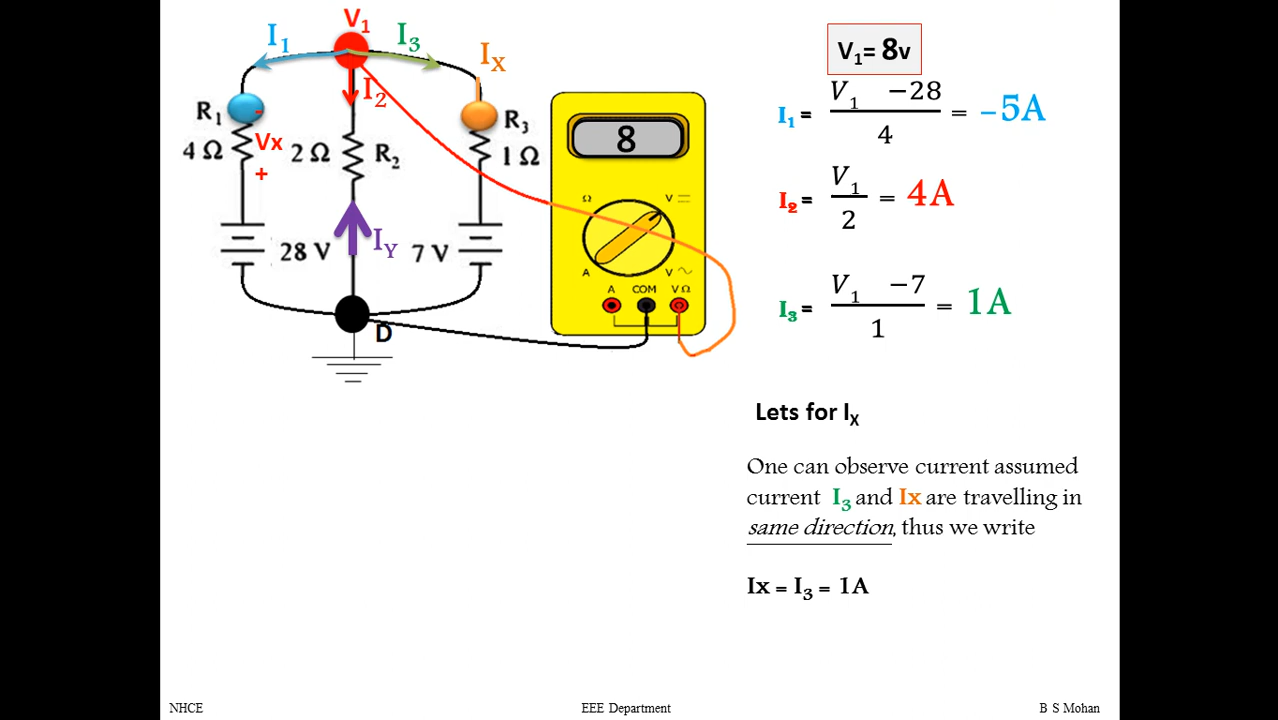 V1
I1
I3
IX
I2
R1
4 Ω
-
Vx
+
2 Ω
R2
R3
1 Ω
28 V
IY
7 V
D
8
Ω
V
A
V
A COM VΩ
V1= 8v
I1 = V1 −28 / 4 = −5A
I2 = V1 / 2 = 4A
I3 = V1 −7 / 1 = 1A
Lets for IX
One can observe current assumed
current I3 and Ix are travelling in
same direction, thus we write
Ix = I3 = 1A
NHCE
EEE Department
B S Mohan